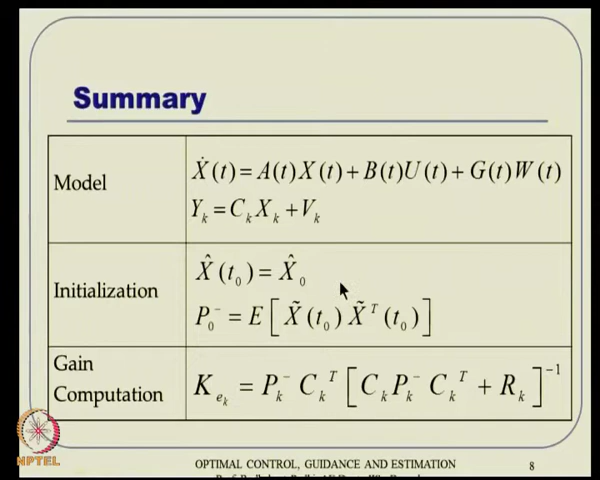 Summary
Model
Ẋ(t) = A(t)X(t) + B(t)U(t) + G(t)W(t)
Y_k = C_k X_k + V_k
Initialization
X̂(t_0) = X̂_0
P_0^- = E[X̃(t_0) X̃^T(t_0)]
Gain
Computation
K_{e_k} = P_k^- C_k^T [C_k P_k^- C_k^T + R_k]^{-1}
NPTEL
OPTIMAL CONTROL, GUIDANCE AND ESTIMATION
8